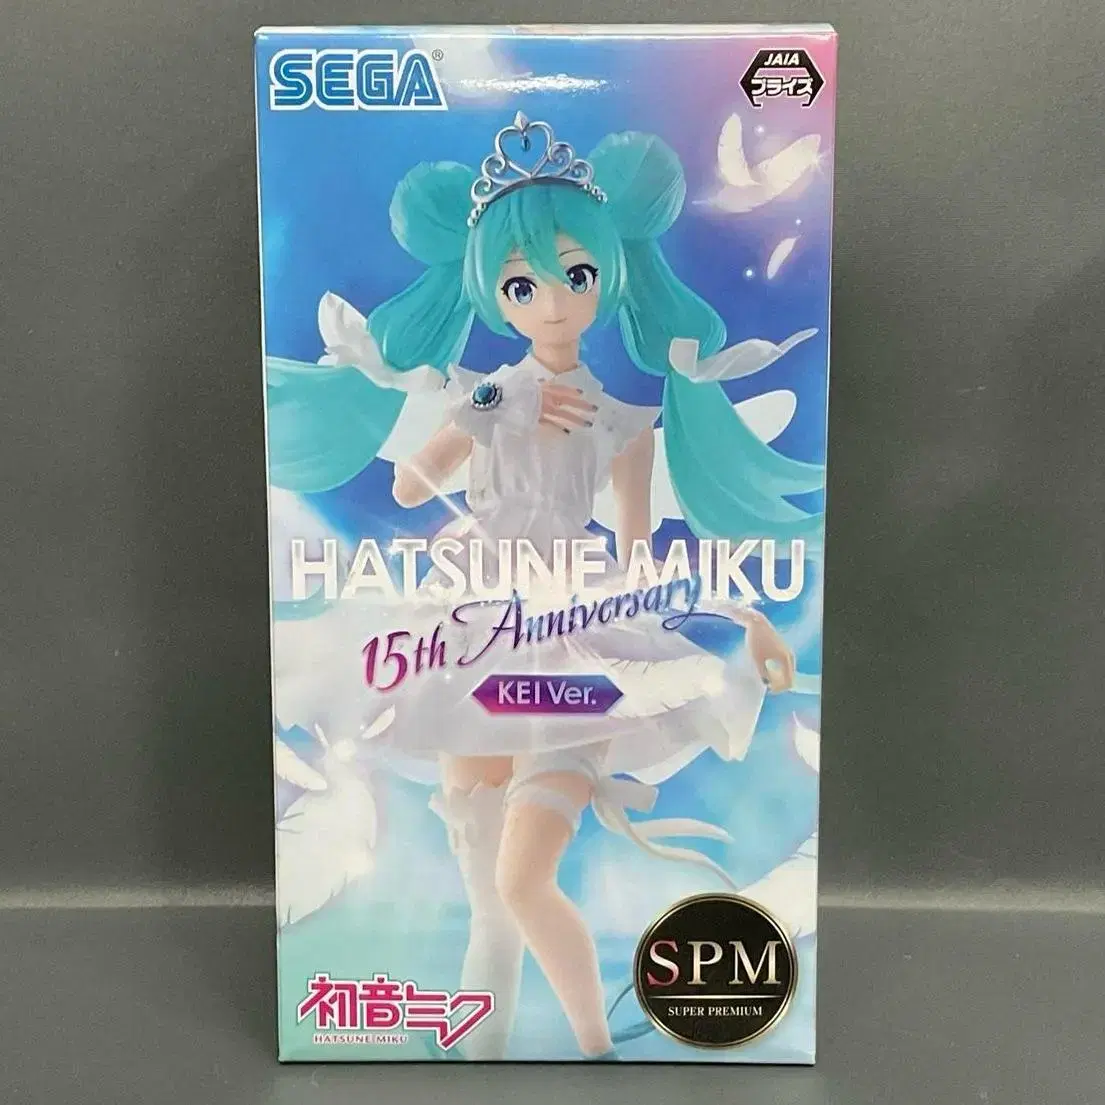 SEGA®
JAIA
プライズ
HATSUNE MIKU
15th Anniversary
KEI Ver.
SPM
SUPER PREMIUM
初音ミク
HATSUNE MIKU